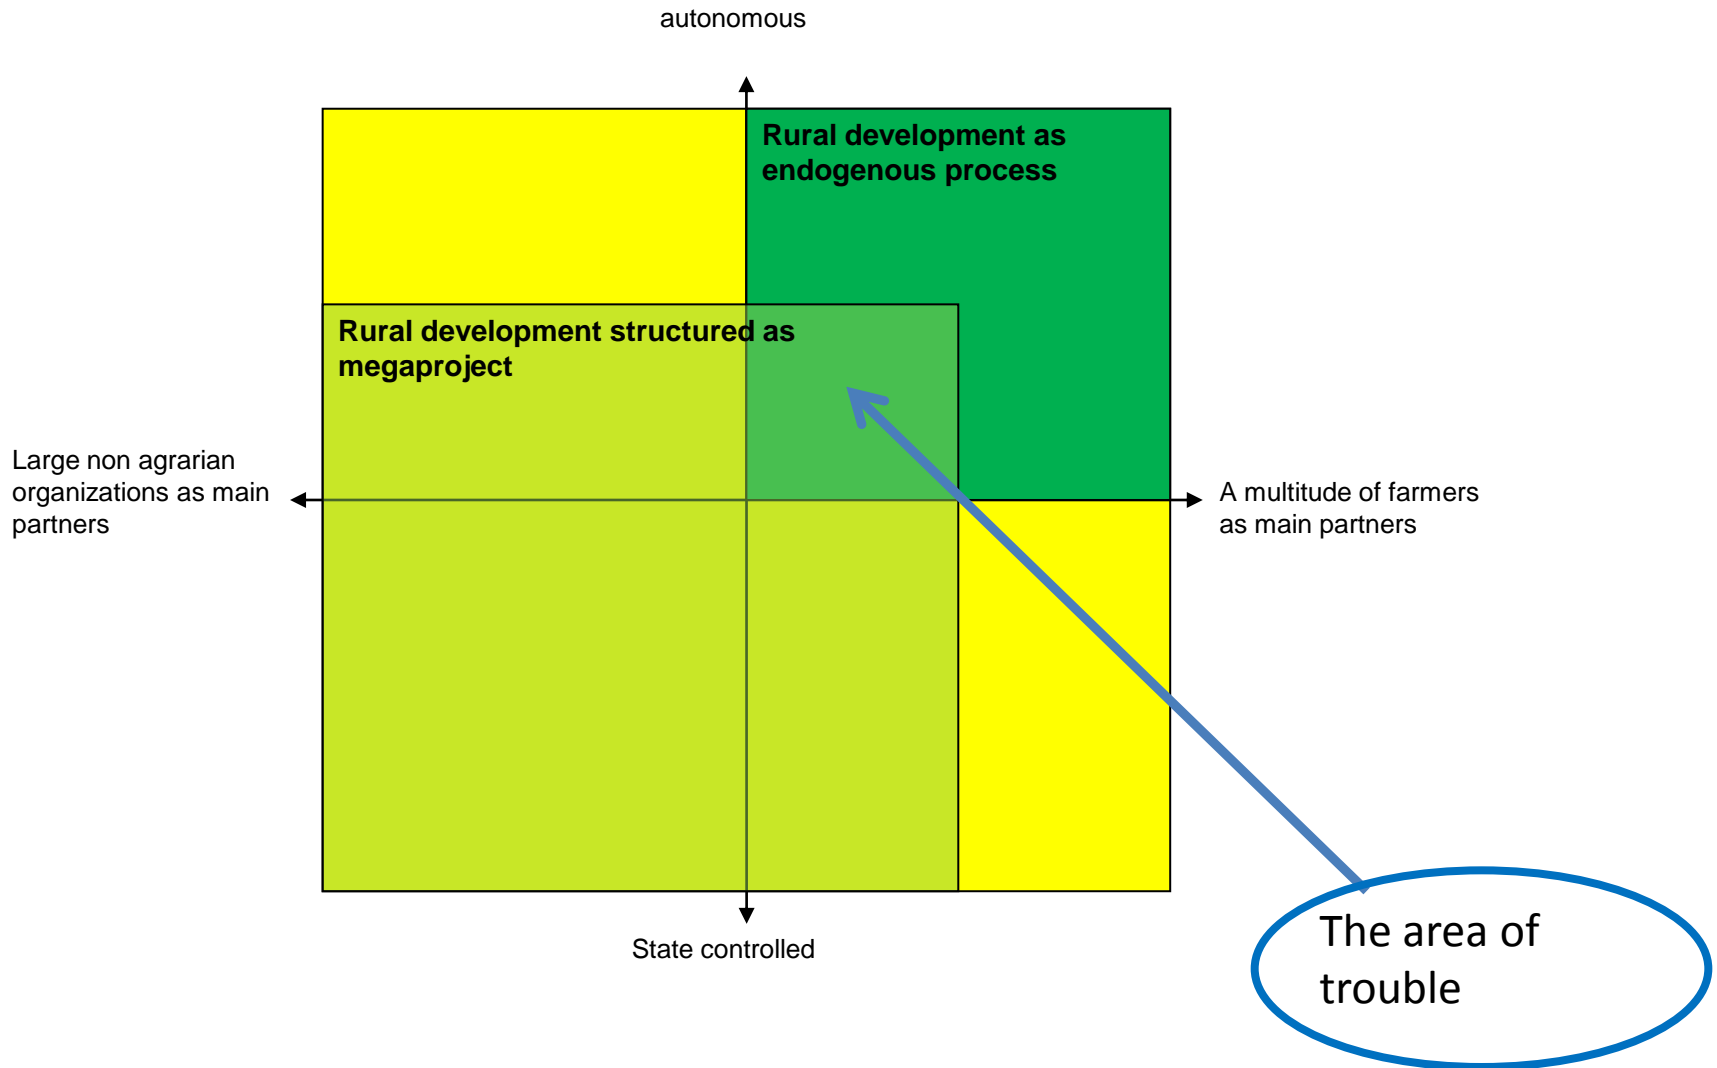 autonomous
Rural development as
endogenous process
Rural development structured as
megaproject
Large non agrarian
organizations as main
partners
A multitude of farmers
as main partners
State controlled
The area of
trouble